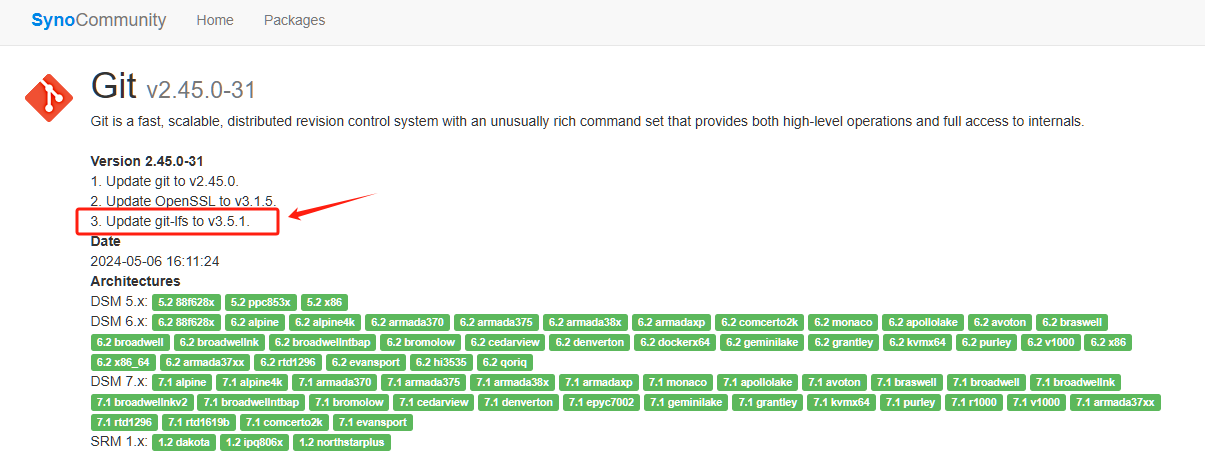 SynoCommunity Home Packages
Git v2.45.0-31
Git is a fast, scalable, distributed revision control system with an unusually rich command set that provides both high-level operations and full access to internals.
Version 2.45.0-31
1. Update git to v2.45.0.
2. Update OpenSSL to v3.1.5.
3. Update git-lfs to v3.5.1.
Date
2024-05-06 16:11:24
Architectures
DSM 5.x: 5.2 88f628x 5.2 ppc853x 5.2 x86
DSM 6.x: 6.2 88f628x 6.2 alpine 6.2 alpine4k 6.2 armada370 6.2 armada375 6.2 armada38x 6.2 armadaxp 6.2 comcerto2k 6.2 monaco 6.2 apollolake 6.2 avoton 6.2 braswell
6.2 broadwell 6.2 broadwellnk 6.2 broadwellntbap 6.2 bromolow 6.2 cedarview 6.2 denverton 6.2 dockerx64 6.2 geminilake 6.2 grantley 6.2 kvmx64 6.2 purley 6.2 v1000 6.2 x86
6.2 x86_64 6.2 armada37xx 6.2 rtd1296 6.2 evansport 6.2 hi3535 6.2 qoriq
DSM 7.x: 7.1 alpine 7.1 alpine4k 7.1 armada370 7.1 armada375 7.1 armada38x 7.1 armadaxp 7.1 monaco 7.1 apollolake 7.1 avoton 7.1 braswell 7.1 broadwell 7.1 broadwellnk
7.1 broadwellnkv2 7.1 broadwellntbap 7.1 bromolow 7.1 cedarview 7.1 denverton 7.1 epyc7002 7.1 geminilake 7.1 grantley 7.1 kvmx64 7.1 purley 7.1 r1000 7.1 v1000 7.1 armada37xx
7.1 rtd1296 7.1 rtd1619b 7.1 comcerto2k 7.1 evansport
SRM 1.x: 1.2 dakota 1.2 ipq806x 1.2 northstarplus